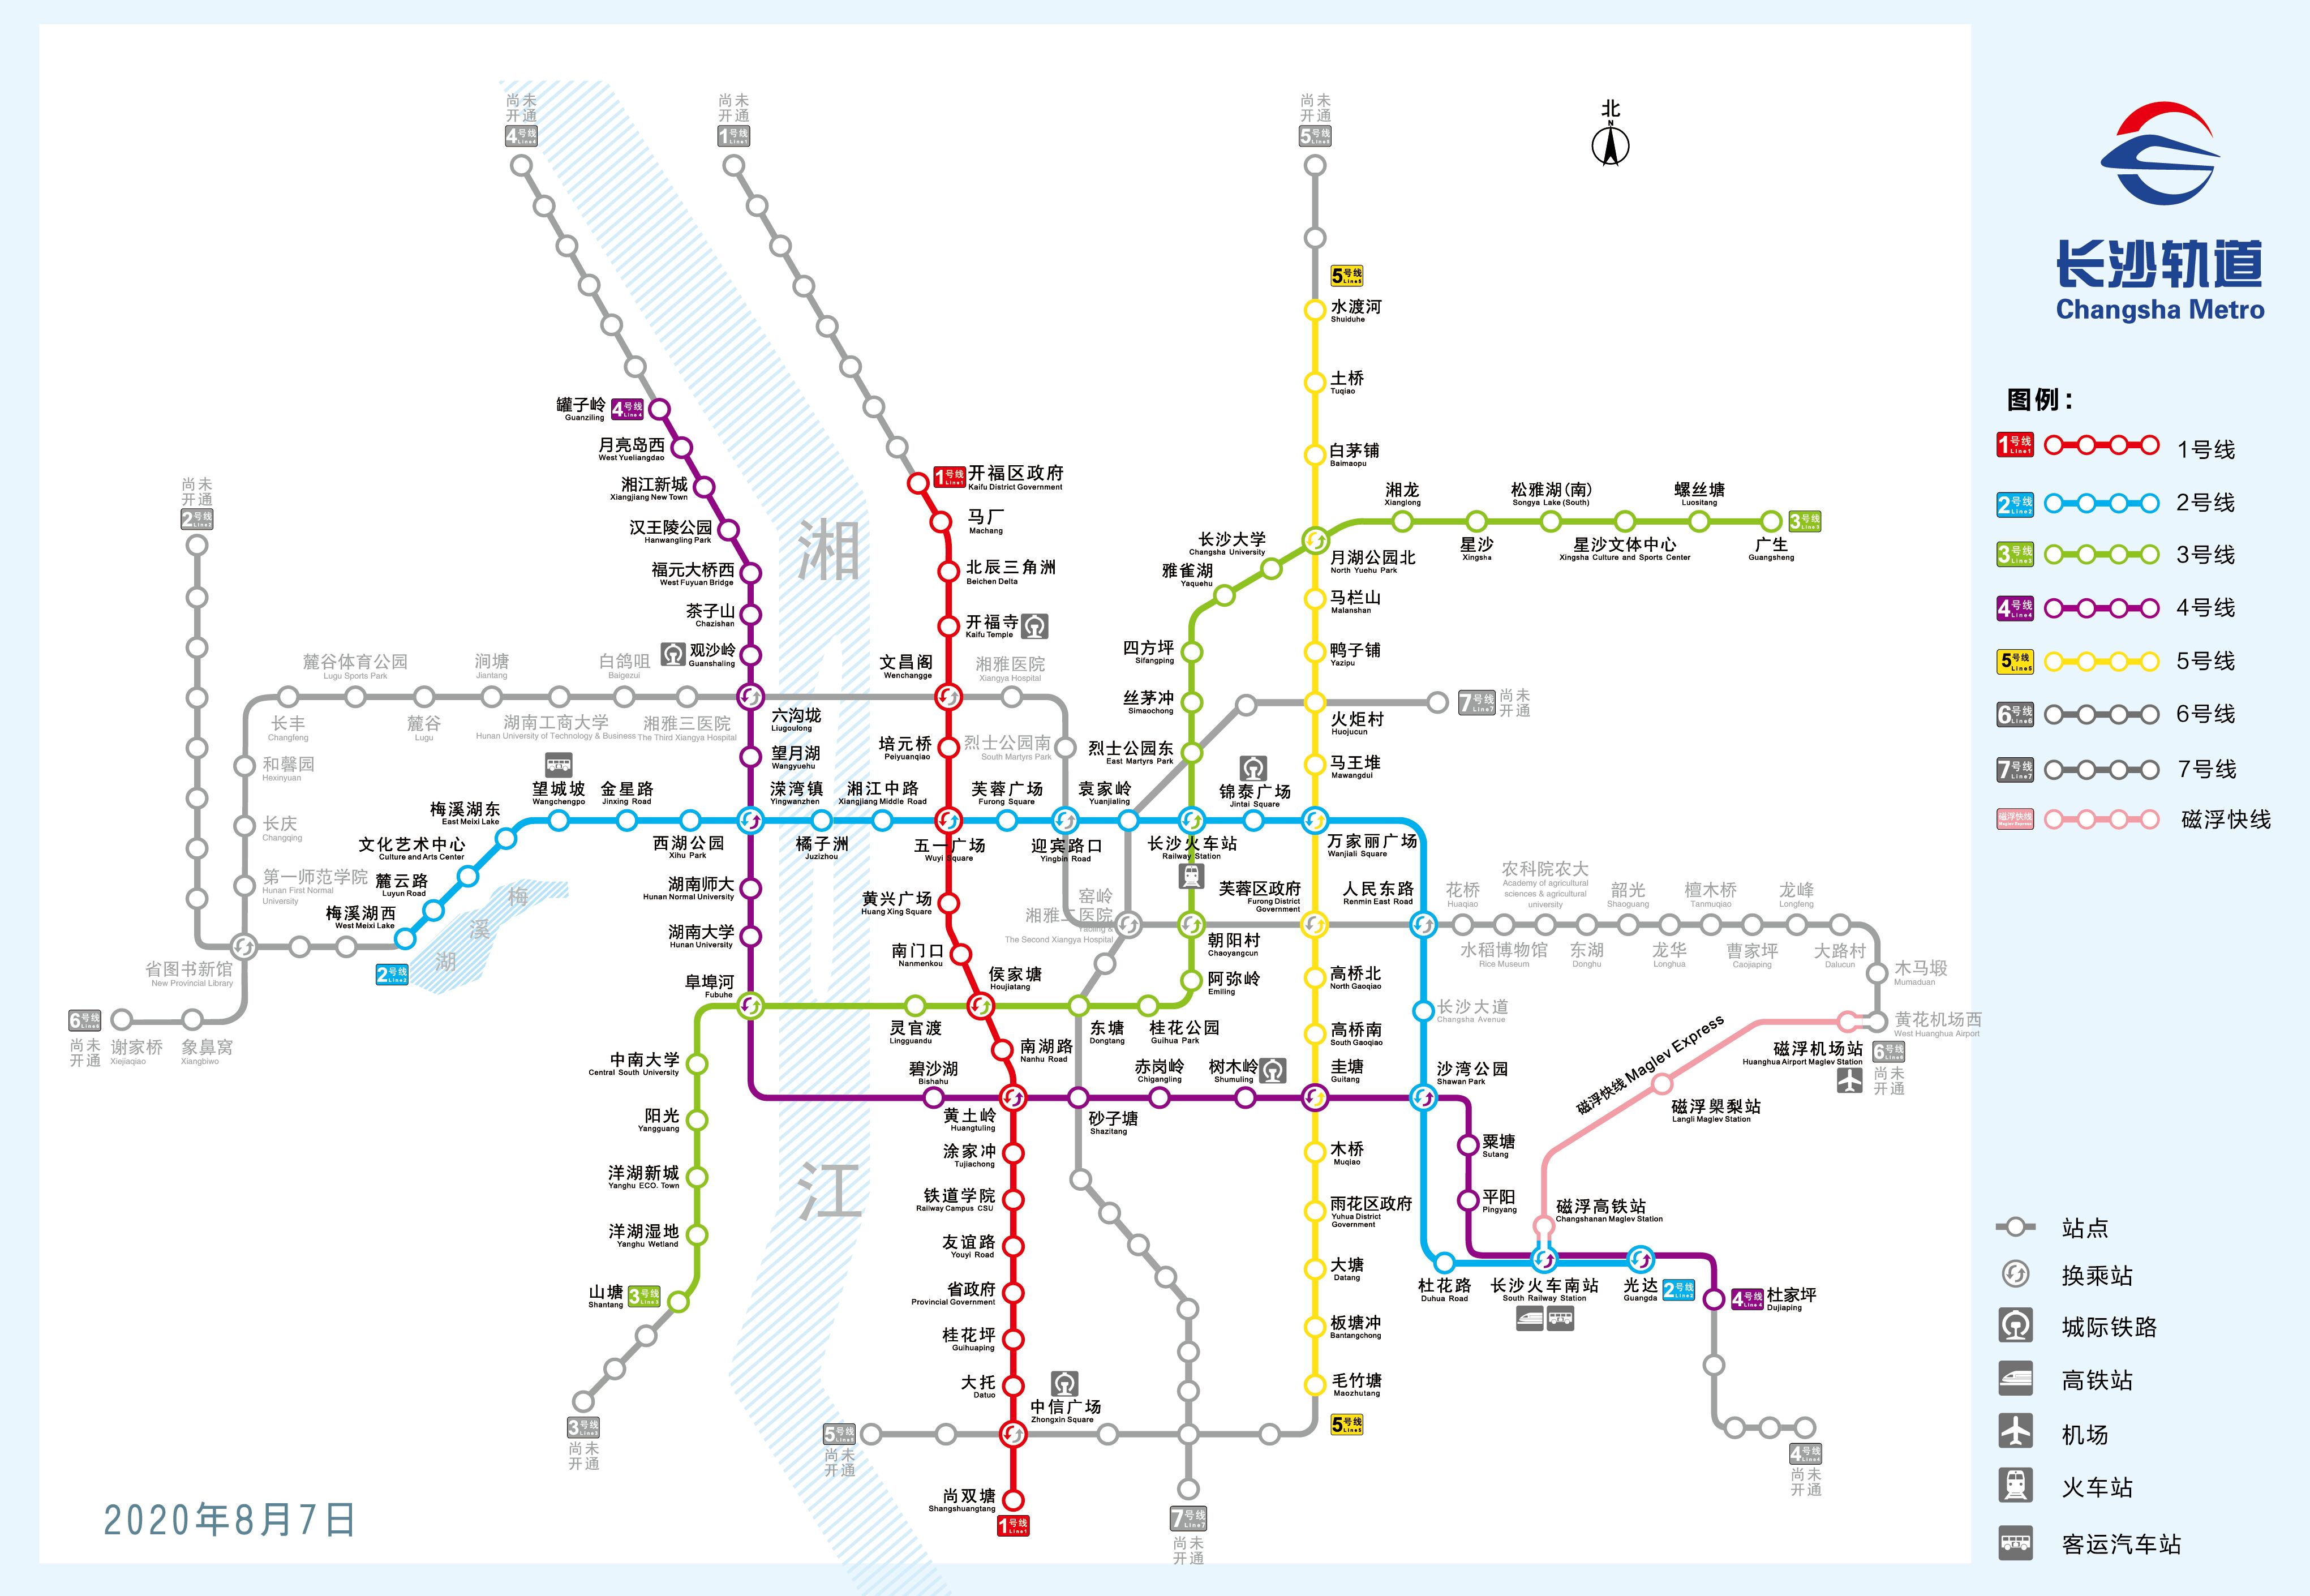 尚未
开通
4号线
Line4
尚未
开通
1号线
Line1
尚未
开通
5号线
Line5
北
N
长沙轨道
Changsha Metro
图例：
1号线
Line1
1号线
2号线
Line2
2号线
3号线
Line3
3号线
4号线
Line4
4号线
5号线
Line5
5号线
6号线
Line6
6号线
7号线
Line7
7号线
磁浮快线
Maglev Express
磁浮快线
站点
换乘站
城际铁路
高铁站
机场
火车站
客运汽车站
5号线
Line5
水渡河
Shuiduhe
土桥
Tuqiao
白茅铺
Baimaopu
月湖公园北
North Yuehu Park
马栏山
Malanshan
鸭子铺
Yazipu
火炬村
Huojucun
马王堆
Mawangdui
万家丽广场
Wanjiali Square
芙蓉区政府
Furong District
Government
高桥北
North Gaoqiao
高桥南
South Gaoqiao
圭塘
Guitang
木桥
Muqiao
雨花区政府
Yuhua District
Government
大塘
Datang
板塘冲
Bantangchong
毛竹塘
Maozhutang
5号线
Line5
罐子岭
Guanziling
4号线
Line4
月亮岛西
West Yueliangdao
湘江新城
Xiangjiang New Town
汉王陵公园
Hanwangling Park
福元大桥西
West Fuyuan Bridge
茶子山
Chazishan
观沙岭
Guanshaling
六沟垅
Liugoulong
望月湖
Wangyuehu
溁湾镇
Yingwanzhen
湖南师大
Hunan Normal University
湖南大学
Hunan University
阜埠河
Fubuhe
碧沙湖
Bishahu
黄土岭
Huangtuling
砂子塘
Shazitang
赤岗岭
Chigangling
树木岭
Shumuling
沙湾公园
Shawan Park
粟塘
Sutang
平阳
Pingyang
长沙火车南站
South Railway Station
光达
Guangda
2号线
Line2
4号线
Line4
杜家坪
Dujiaping
4号线
Line4
尚未
开通
1号线
Line1
开福区政府
Kaifu District Government
马厂
Machang
北辰三角洲
Beichen Delta
开福寺
Kaifu Temple
文昌阁
Wenchangge
培元桥
Peiyuanqiao
五一广场
Wuyi Square
黄兴广场
Huang Xing Square
南门口
Nanmenkou
侯家塘
Houjiatang
南湖路
Nanhu Road
涂家冲
Tujiachong
铁道学院
Railway Campus CSU
友谊路
Youyi Road
省政府
Provincial Government
桂花坪
Guihuaping
大托
Datuo
中信广场
Zhongxin Square
尚双塘
Shangshuangtang
1号线
Line1
湘龙
Xianglong
松雅湖(南)
Songya Lake (South)
螺丝塘
Luositang
3号线
Line3
星沙
Xingsha
星沙文体中心
Xingsha Culture and Sports Center
广生
Guangsheng
长沙大学
Changsha University
雅雀湖
Yaquehu
四方坪
Sifangping
丝茅冲
Simaochong
烈士公园东
East Martyrs Park
长沙火车站
Railway Station
朝阳村
Chaoyangcun
阿弥岭
Emiling
桂花公园
Guihua Park
东塘
Dongtang
灵官渡
Lingguandu
中南大学
Central South University
阳光
Yangguang
洋湖新城
Yanghu ECO. Town
洋湖湿地
Yanghu Wetland
山塘
Shantang
3号线
Line3
3号线
Line3
尚未
开通
尚未
开通
2号线
Line2
2号线
Line2
梅溪湖西
West Meixi Lake
麓云路
Luyun Road
文化艺术中心
Culture and Arts Center
梅溪湖东
East Meixi Lake
望城坡
Wangchengpo
金星路
Jinxing Road
西湖公园
Xihu Park
橘子洲
Juzizhou
湘江中路
Xiangjiang Middle Road
芙蓉广场
Furong Square
迎宾路口
Yingbin Road
袁家岭
Yuanjialing
锦泰广场
Jintai Square
人民东路
Renmin East Road
长沙大道
Changsha Avenue
杜花路
Duhua Road
6号线
Line6
尚未
开通
谢家桥
Xiejiaqiao
象鼻窝
Xiangbiwo
省图书新馆
New Provincial Library
第一师范学院
Hunan First Normal
University
长庆
Changqing
和馨园
Hexinyuan
长丰
Changfeng
麓谷体育公园
Lugu Sports Park
麓谷
Lugu
涧塘
Jiantang
湖南工商大学
Hunan University of Technology & Business
白鸽咀
Baigezui
湘雅三医院
The Third Xiangya Hospital
湘雅医院
Xiangya Hospital
烈士公园南
South Martyrs Park
窑岭
湘雅二医院
Yaoling &
The Second Xiangya Hospital
花桥
Huaqiao
水稻博物馆
Rice Museum
农科院农大
Academy of agricultural
sciences & agricultural
university
东湖
Donghu
韶光
Shaoguang
龙华
Longhua
檀木桥
Tanmuqiao
曹家坪
Caojiaping
龙峰
Longfeng
大路村
Dalucun
木马塅
Mumaduan
黄花机场西
West Huanghua Airport
6号线
Line6
尚未
开通
7号线
Line7
尚未
开通
7号线
Line7
尚未
开通
5号线
Line5
尚未
开通
磁浮快线 Maglev Express
磁浮机场站
Huanghua Airport Maglev Station
磁浮㮾梨站
Langli Maglev Station
磁浮高铁站
Changshanan Maglev Station
湘
江
梅
溪
湖
2020年8月7日